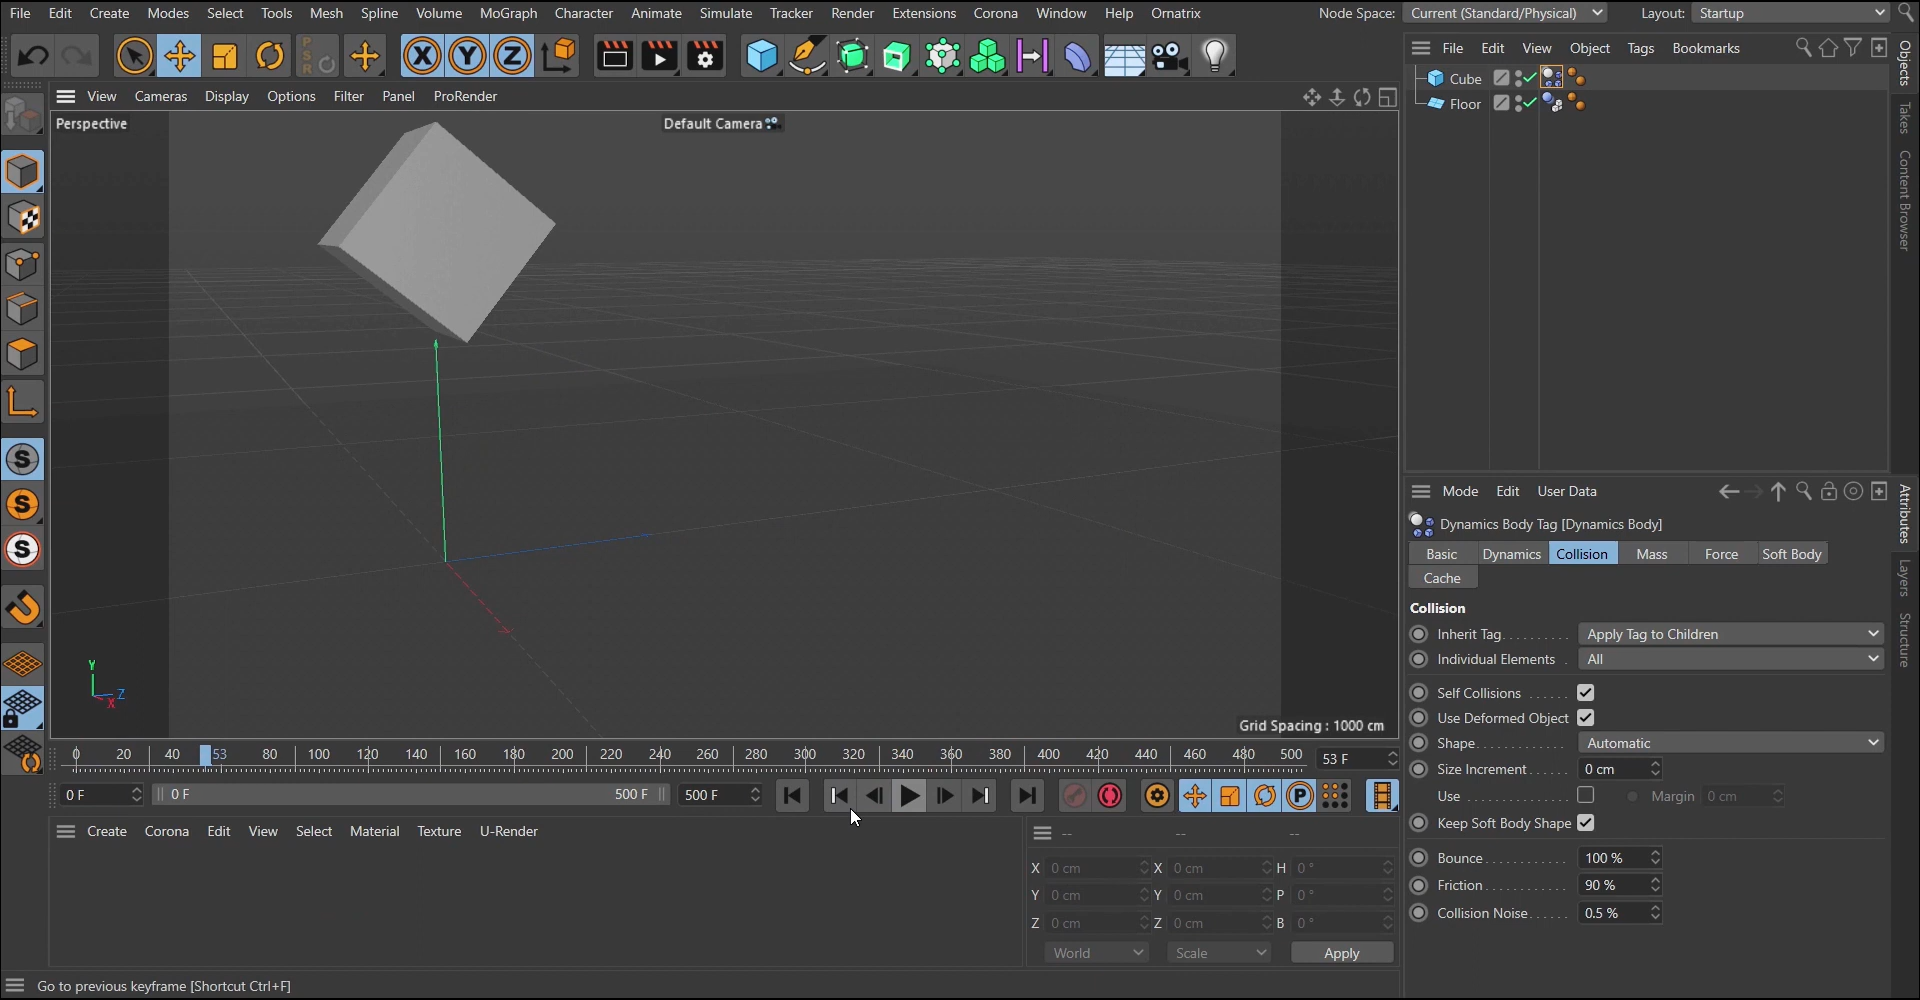 File Edit Create Modes Select Tools Mesh Spline Volume MoGraph Character Animate Simulate Tracker Render Extensions Corona Window Help Ornatrix Node Space: Current (Standard/Physical) Layout: Startup
X Y Z
PSR
File Edit View Object Tags Bookmarks
Cube
Floor
View Cameras Display Options Filter Panel ProRender
Perspective
Default Camera
Y
Z
X
Grid Spacing : 1000 cm
S
S
S
0 20 40 53 80 100 120 140 160 180 200 220 240 260 280 300 320 340 360 380 400 420 440 460 480 500 53 F
0 F 0 F 500 F 500 F
P
Create Corona Edit View Select Material Texture U-Render
-- -- --
X 0 cm X 0 cm H 0 °
Y 0 cm Y 0 cm P 0 °
Z 0 cm Z 0 cm B 0 °
World Scale Apply
Go to previous keyframe [Shortcut Ctrl+F]
Mode Edit User Data
Dynamics Body Tag [Dynamics Body]
Basic Dynamics Collision Mass Force Soft Body
Cache
Collision
Inherit Tag. . . . . . . . . . Apply Tag to Children
Individual Elements . All
Self Collisions . . . . . .
Use Deformed Object
Shape. . . . . . . . . . . . . Automatic
Size Increment. . . . . . 0 cm
Use . . . . . . . . . . . . . . . Margin 0 cm
Keep Soft Body Shape
Bounce. . . . . . . . . . . . 100 %
Friction. . . . . . . . . . . . 90 %
Collision Noise. . . . . . 0.5 %
Objects
Takes
Content Browser
Attributes
Layers
Structure